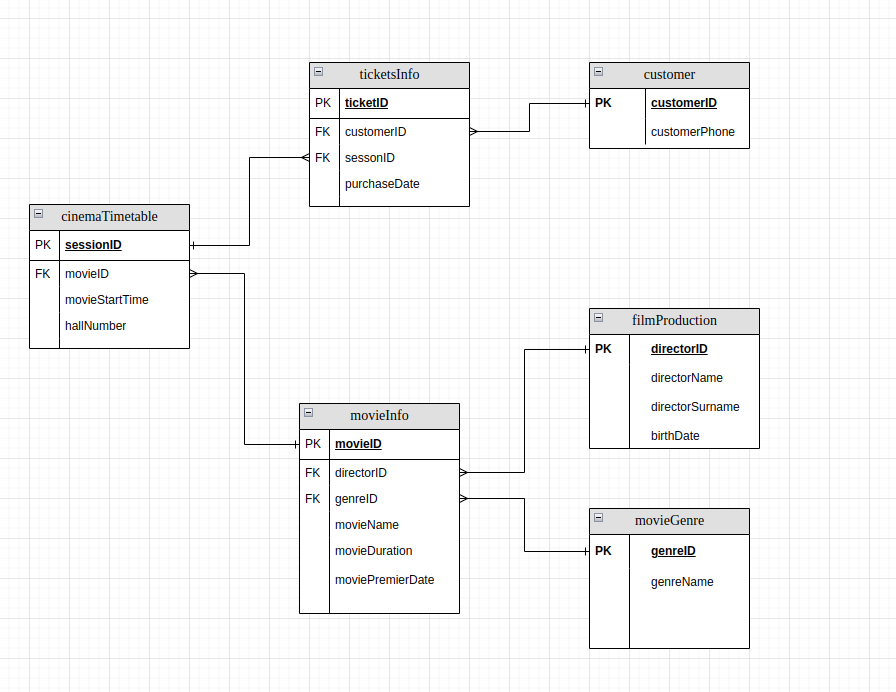 ticketsInfo
PK ticketID
FK customerID
FK sessonID
purchaseDate
customer
PK customerID
customerPhone
cinemaTimetable
PK sessionID
FK movieID
movieStartTime
hallNumber
filmProduction
PK directorID
directorName
directorSurname
birthDate
movieInfo
PK movieID
FK directorID
FK genreID
movieName
movieDuration
moviePremierDate
movieGenre
PK genreID
genreName